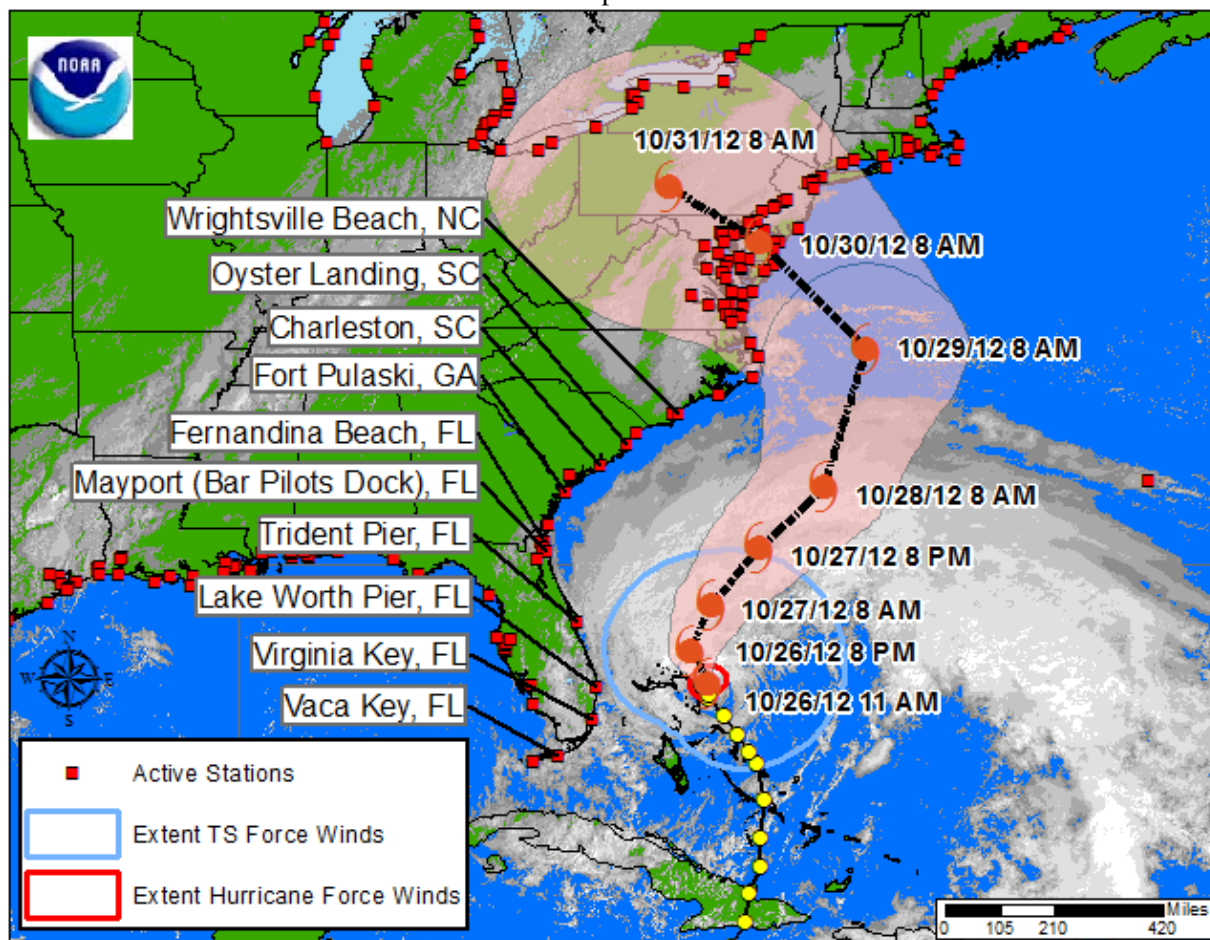 NOAA
10/31/12 8 AM
Wrightsville Beach, NC
10/30/12 8 AM
Oyster Landing, SC
Charleston, SC
10/29/12 8 AM
Fort Pulaski, GA
Fernandina Beach, FL
Mayport (Bar Pilots Dock), FL
10/28/12 8 AM
Trident Pier, FL
10/27/12 8 PM
Lake Worth Pier, FL
10/27/12 8 AM
Virginia Key, FL
10/26/12 8 PM
Vaca Key, FL
10/26/12 11 AM
N
W E
S
Active Stations
Extent TS Force Winds
Extent Hurricane Force Winds
Miles
0 105 210 420